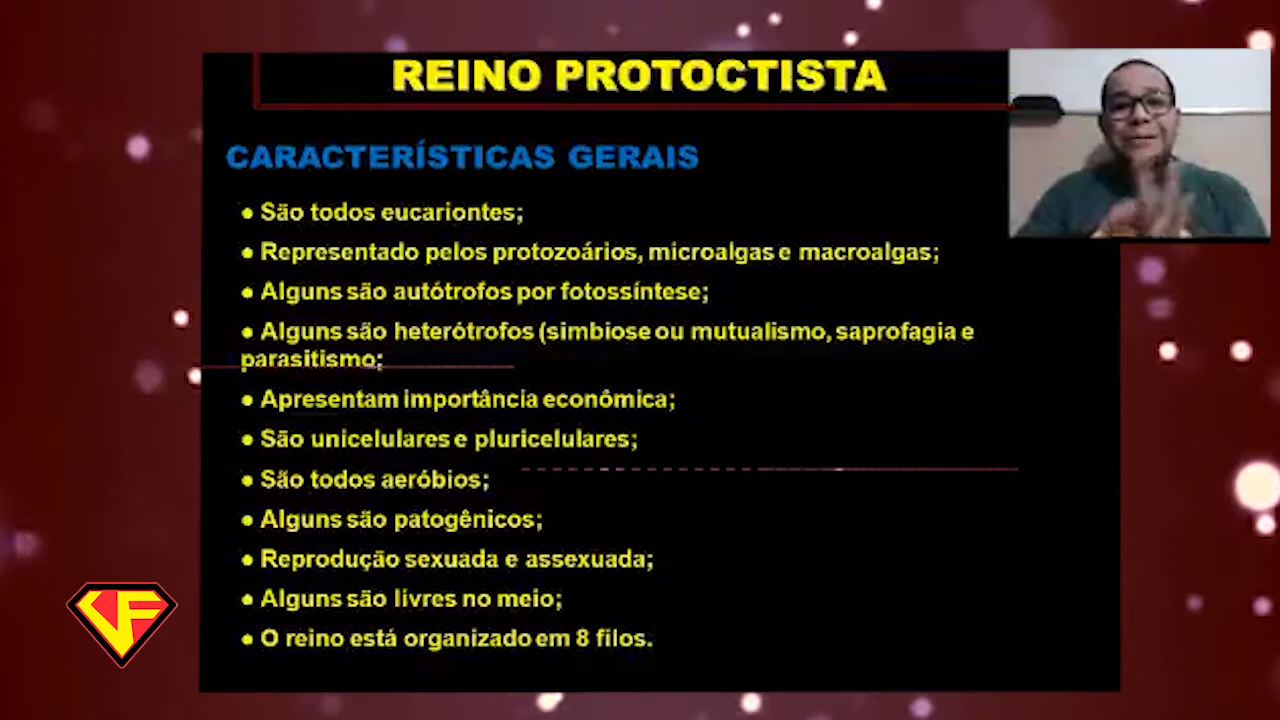 REINO PROTOCTISTA
CARACTERÍSTICAS GERAIS
● São todos eucariontes;
● Representado pelos protozoários, microalgas e macroalgas;
● Alguns são autótrofos por fotossíntese;
● Alguns são heterótrofos (simbiose ou mutualismo, saprofagia e
parasitismo;
● Apresentam importância econômica;
● São unicelulares e pluricelulares;
● São todos aeróbios;
● Alguns são patogênicos;
● Reprodução sexuada e assexuada;
● Alguns são livres no meio;
● O reino está organizado em 8 filos.
VF